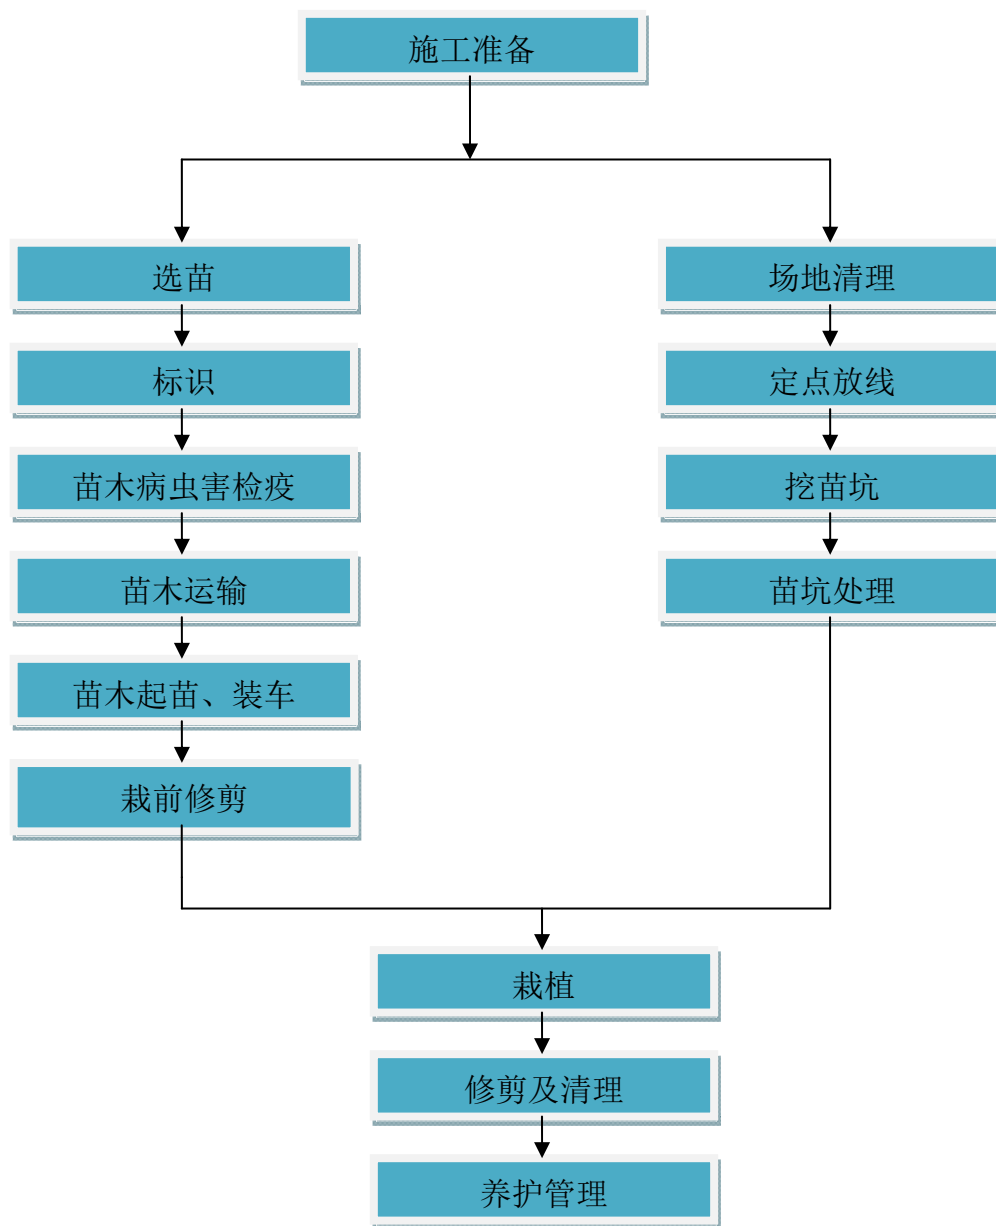 施工准备
选苗
标识
苗木病虫害检疫
苗木运输
苗木起苗、装车
栽前修剪
场地清理
定点放线
挖苗坑
苗坑处理
栽植
修剪及清理
养护管理